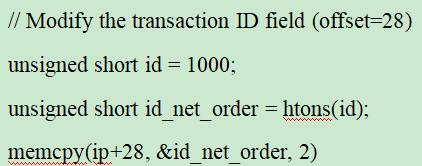 // Modify the transaction ID field (offset=28)
unsigned short id = 1000;
unsigned short id_net_order = htons(id);
memcpy(ip+28, &id_net_order, 2)